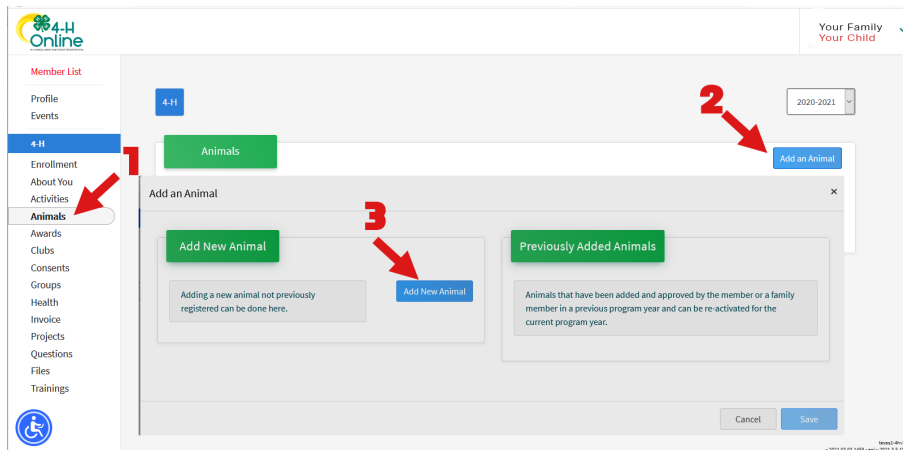 4-H
Online
Your Family
Your Child
Member List
Profile
Events
4-H
Enrollment
About You
Activities
Animals
Awards
Clubs
Consents
Groups
Health
Invoice
Projects
Questions
Files
Trainings
4-H
2
2020-2021
1
Animals
Add an Animal
Add an Animal
×
3
Add New Animal
Adding a new animal not previously
registered can be done here.
Add New Animal
Previously Added Animals
Animals that have been added and approved by the member or a family
member in a previous program year and can be re-activated for the
current program year.
Cancel
Save